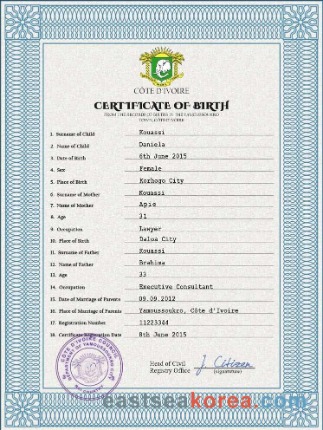 CÔTE D'IVOIRE
CERTIFICATE OF BIRTH
1. Surname of Child Kouassi
2. Name of Child Daniela
3. Date of Birth 6th June 2015
4. Sex Female
5. Place of Birth Korhogo City
6. Surname of Mother Kouassi
7. Name of Mother Apie
8. Age 31
9. Occupation Lawyer
10. Place of Birth Daloa City
11. Surname of Father Kouassi
12. Name of Father Brahima
13. Age 33
14. Occupation Executive Consultant
15. Date of Marriage of Parents 09.09.2012
16. Place of Marriage of Parents Yamoussoukro, Côte d'Ivoire
17. Registration Number 11223344
18. Certificate Registration Date 8th June 2015
Head of Civil
Registry Office
J. Citizen
(signature)
eastseakorea.com